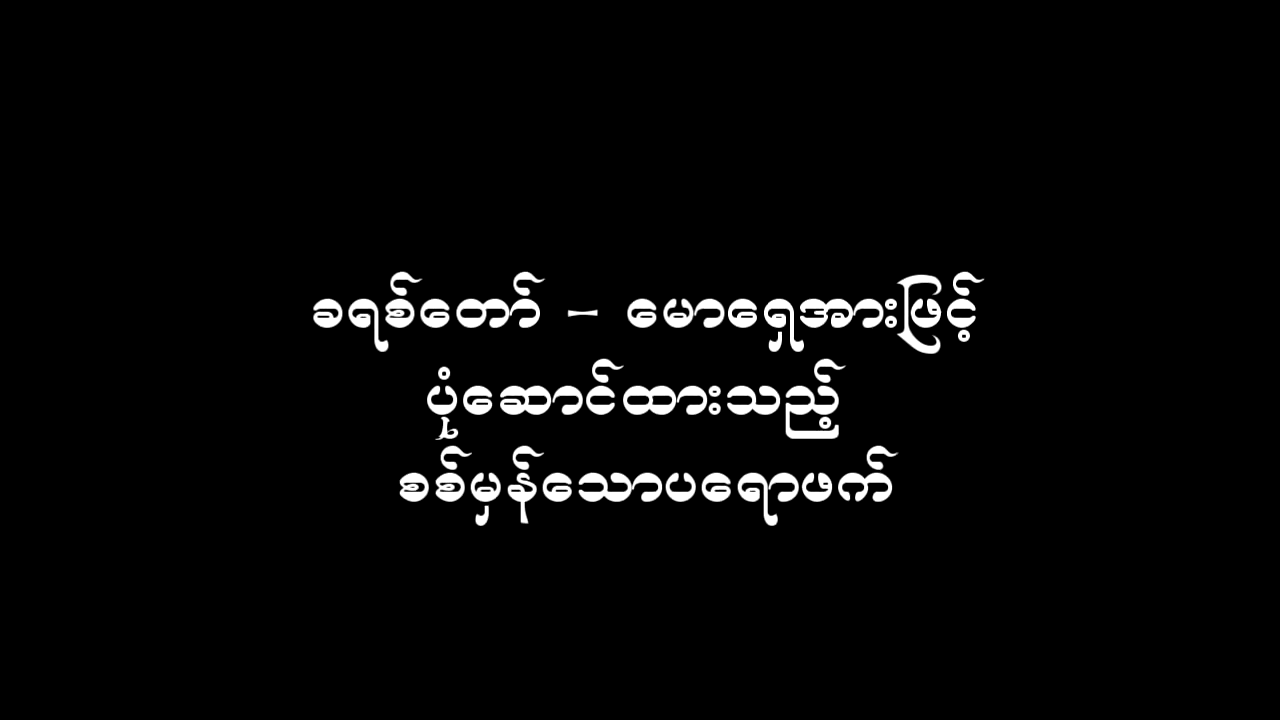 ခရစ်တော် – မောရှေအားဖြင့်
ပုံဆောင်ထားသည့်
စစ်မှန်သောပရောဖက်